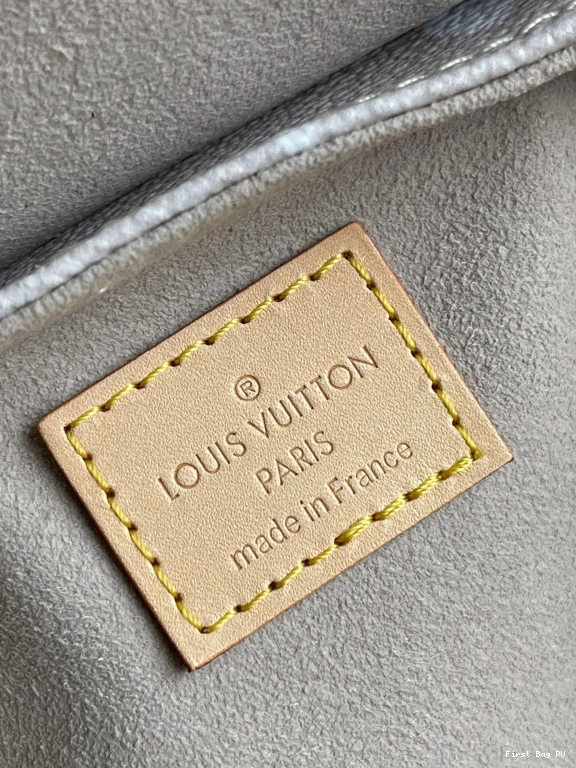 ®
LOUIS VUITTON
PARIS
made in France
First Bag RU